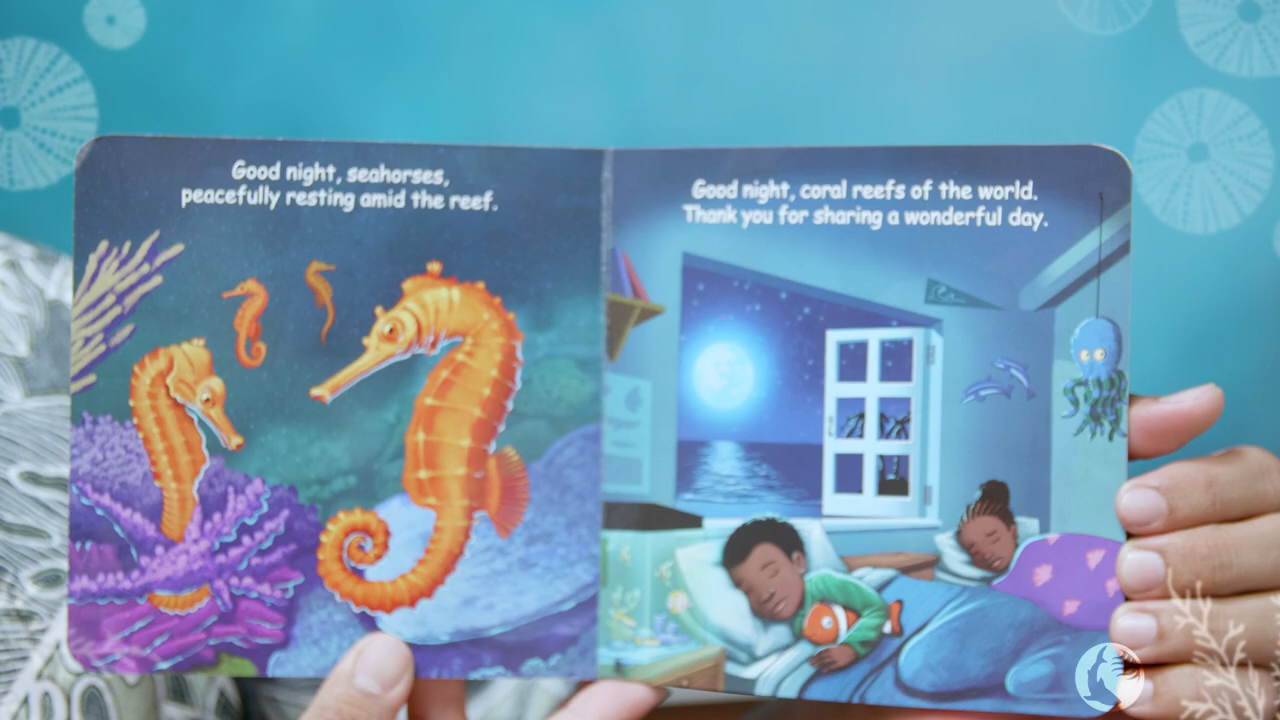 Good night, seahorses,
peacefully resting amid the reef.
Good night, coral reefs of the world.
Thank you for sharing a wonderful day.